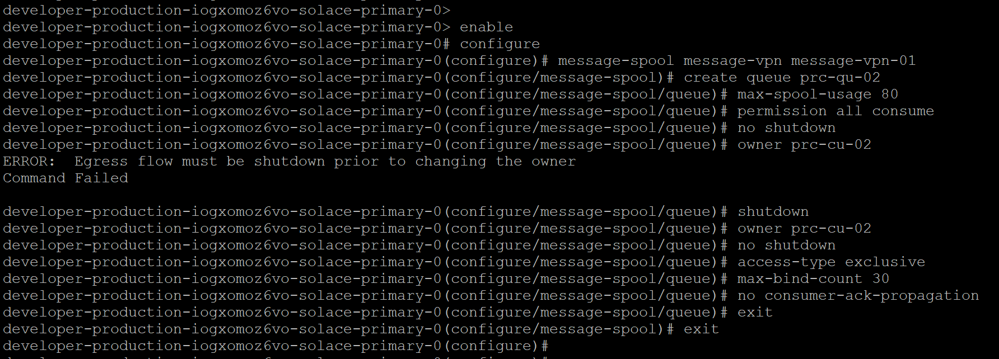 developer-production-iogxomoz6vo-solace-primary-0>
developer-production-iogxomoz6vo-solace-primary-0> enable
developer-production-iogxomoz6vo-solace-primary-0# configure
developer-production-iogxomoz6vo-solace-primary-0(configure)# message-spool message-vpn message-vpn-01
developer-production-iogxomoz6vo-solace-primary-0(configure/message-spool)# create queue prc-qu-02
developer-production-iogxomoz6vo-solace-primary-0(configure/message-spool/queue)# max-spool-usage 80
developer-production-iogxomoz6vo-solace-primary-0(configure/message-spool/queue)# permission all consume
developer-production-iogxomoz6vo-solace-primary-0(configure/message-spool/queue)# no shutdown
developer-production-iogxomoz6vo-solace-primary-0(configure/message-spool/queue)# owner prc-cu-02
ERROR:  Egress flow must be shutdown prior to changing the owner
Command Failed

developer-production-iogxomoz6vo-solace-primary-0(configure/message-spool/queue)# shutdown
developer-production-iogxomoz6vo-solace-primary-0(configure/message-spool/queue)# owner prc-cu-02
developer-production-iogxomoz6vo-solace-primary-0(configure/message-spool/queue)# no shutdown
developer-production-iogxomoz6vo-solace-primary-0(configure/message-spool/queue)# access-type exclusive
developer-production-iogxomoz6vo-solace-primary-0(configure/message-spool/queue)# max-bind-count 30
developer-production-iogxomoz6vo-solace-primary-0(configure/message-spool/queue)# no consumer-ack-propagation
developer-production-iogxomoz6vo-solace-primary-0(configure/message-spool/queue)# exit
developer-production-iogxomoz6vo-solace-primary-0(configure/message-spool)# exit
developer-production-iogxomoz6vo-solace-primary-0(configure)#